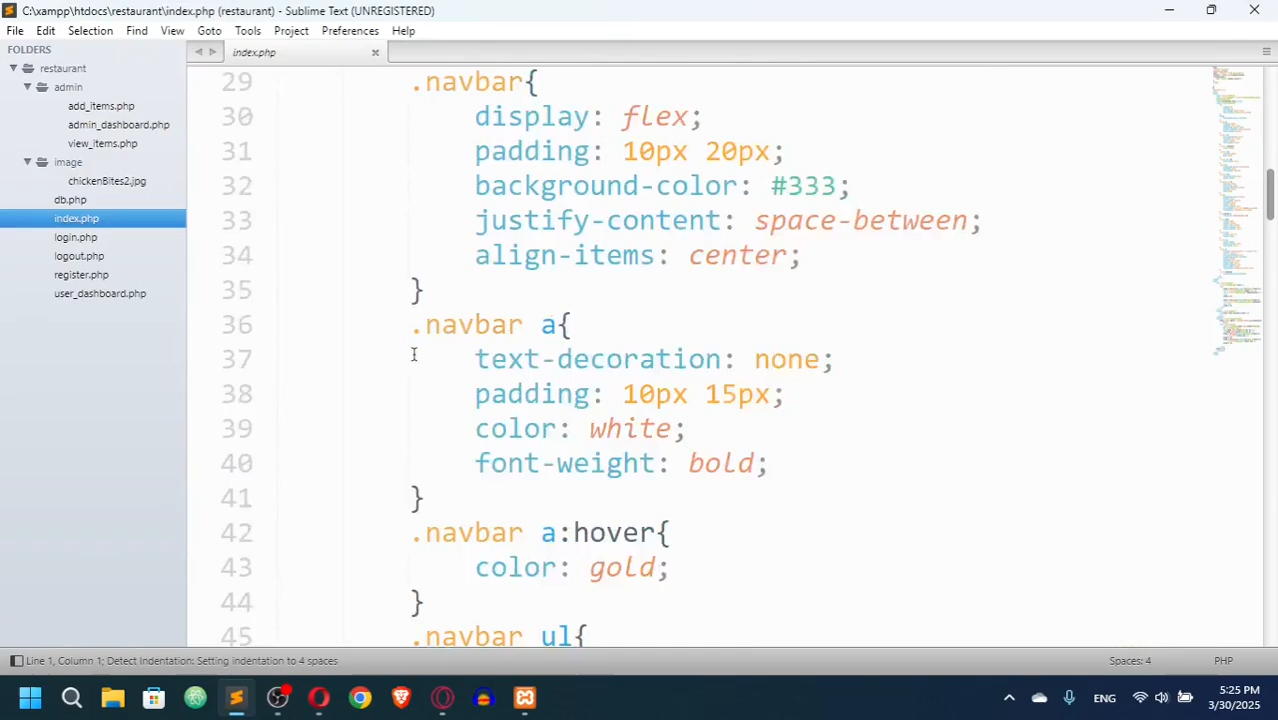 C:\xampp\htdocs\restaurant\index.php (restaurant) - Sublime Text (UNREGISTERED)
File Edit Selection Find View Goto Tools Project Preferences Help
FOLDERS
restaurant
admin
add_items.php
admin_dashboard.php
view_items.php
image
chickenBites2.jpg
db.php
index.php
login.php
logout.php
register.php
user_dashboard.php
index.php
29 .navbar{
30 display: flex;
31 padding: 10px 20px;
32 background-color: #333;
33 justify-content: space-between;
34 align-items: center;
35 }
36 .navbar a{
37 text-decoration: none;
38 padding: 10px 15px;
39 color: white;
40 font-weight: bold;
41 }
42 .navbar a:hover{
43 color: gold;
44 }
45 .navbar ul{
Line 1, Column 1; Detect Indentation: Setting indentation to 4 spaces
Spaces: 4
PHP
ENG
5:25 PM
3/30/2025